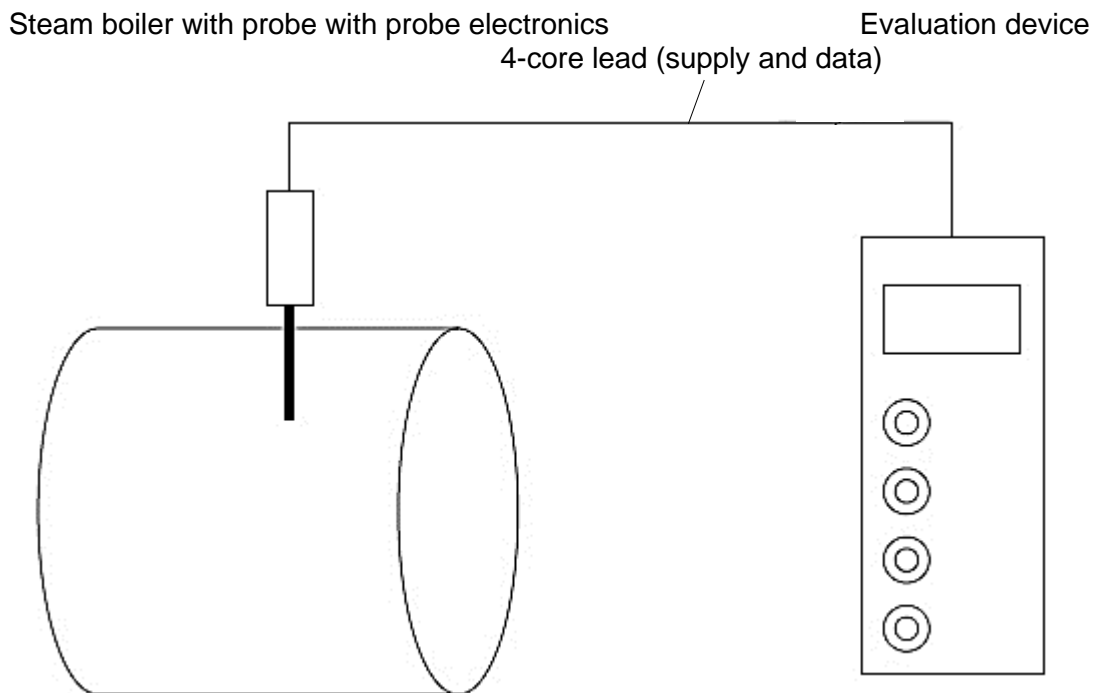 Steam boiler with probe with probe electronics
Evaluation device
4-core lead (supply and data)